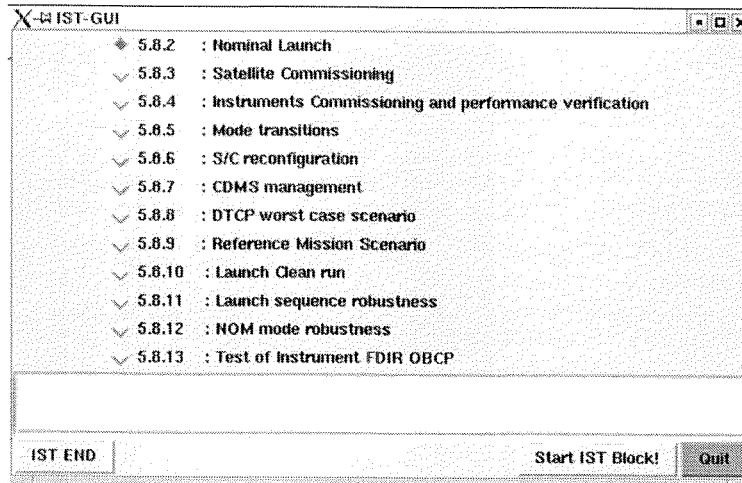 IST-GUI
5.8.2 : Nominal Launch
5.8.3 : Satellite Commissioning
5.8.4 : Instruments Commissioning and performance verification
5.8.5 : Mode transitions
5.8.6 : S/C reconfiguration
5.8.7 : CDMS management
5.8.8 : DTCP worst case scenario
5.8.9 : Reference Mission Scenario
5.8.10 : Launch Clean run
5.8.11 : Launch sequence robustness
5.8.12 : NOM mode robustness
5.8.13 : Test of Instrument FDIR OBCP
IST END Start IST Block! Quit